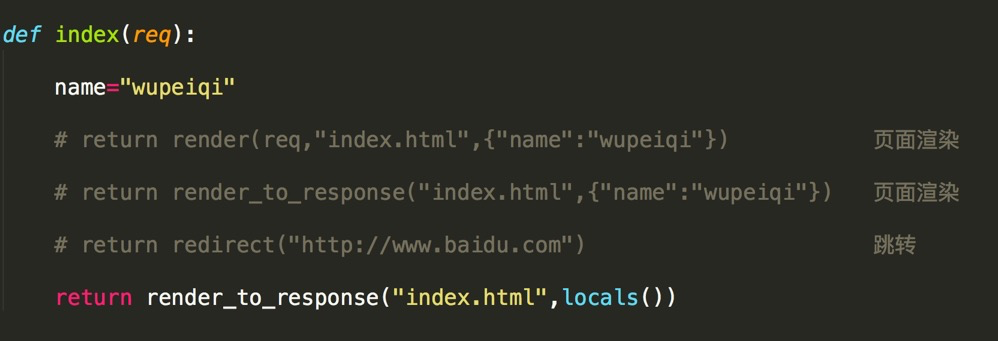 def index(req):
name="wupeiqi"
# return render(req,"index.html",{"name":"wupeiqi"}) 页面渲染
# return render_to_response("index.html",{"name":"wupeiqi"}) 页面渲染
# return redirect("http://www.baidu.com") 跳转
return render_to_response("index.html",locals())